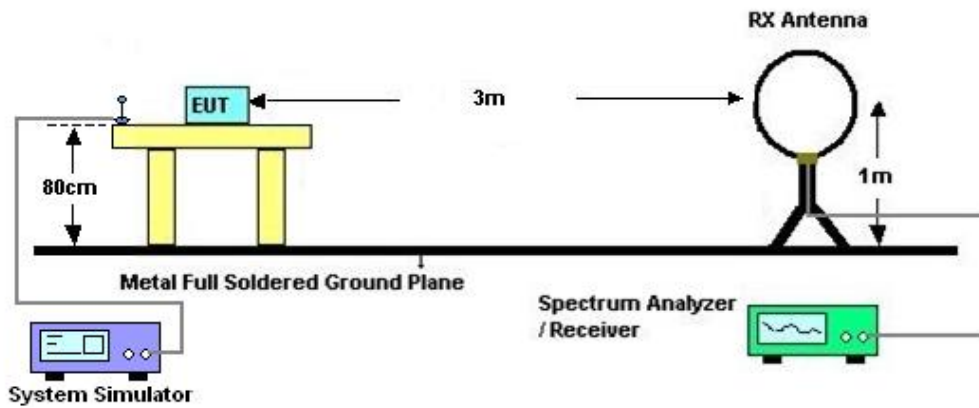 RX Antenna
EUT
3m
80cm
1m
Metal Full Soldered Ground Plane
Spectrum Analyzer
/ Receiver
System Simulator